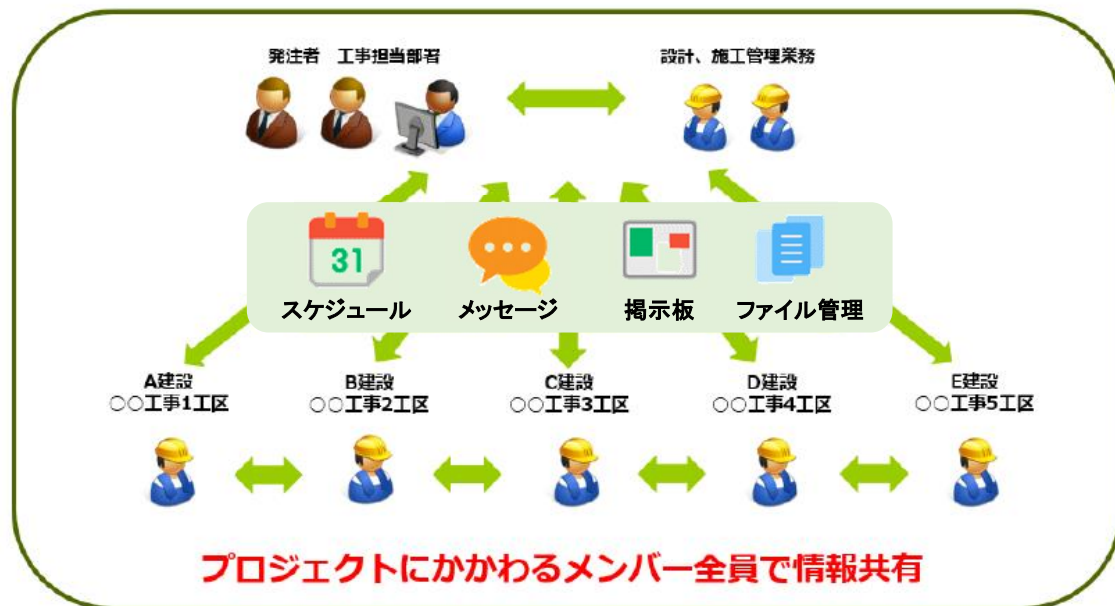 発注者　工事担当部署
設計、施工管理業務
31
スケジュール
メッセージ
掲示板
ファイル管理
A建設
○○工事1工区
B建設
○○工事2工区
C建設
○○工事3工区
D建設
○○工事4工区
E建設
○○工事5工区
プロジェクトにかかわるメンバー全員で情報共有